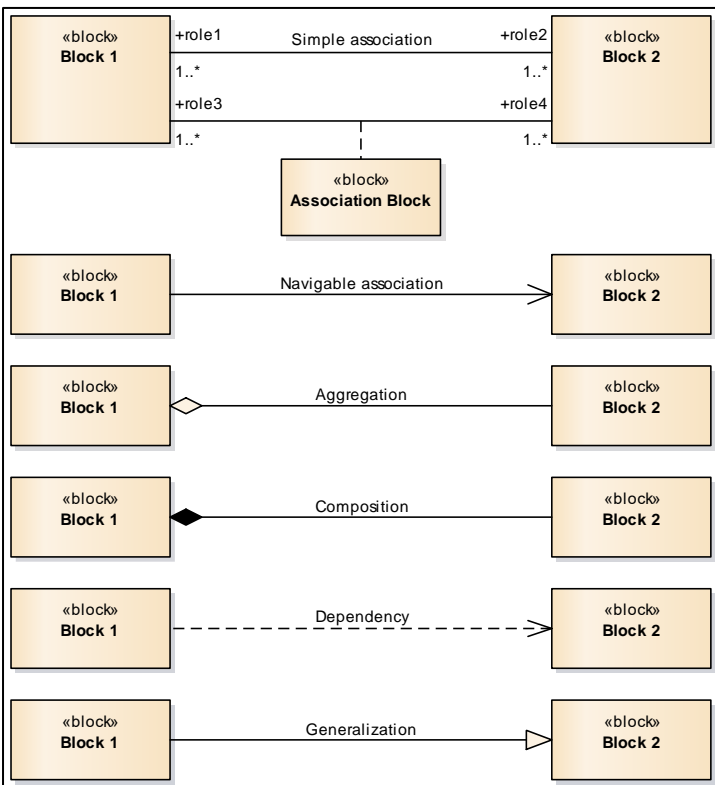 «block»
Block 1
+role1
Simple association
+role2
«block»
Block 2
1..*
1..*
+role3
+role4
1..*
1..*
«block»
Association Block
«block»
Block 1
Navigable association
«block»
Block 2
«block»
Block 1
Aggregation
«block»
Block 2
«block»
Block 1
Composition
«block»
Block 2
«block»
Block 1
Dependency
«block»
Block 2
«block»
Block 1
Generalization
«block»
Block 2